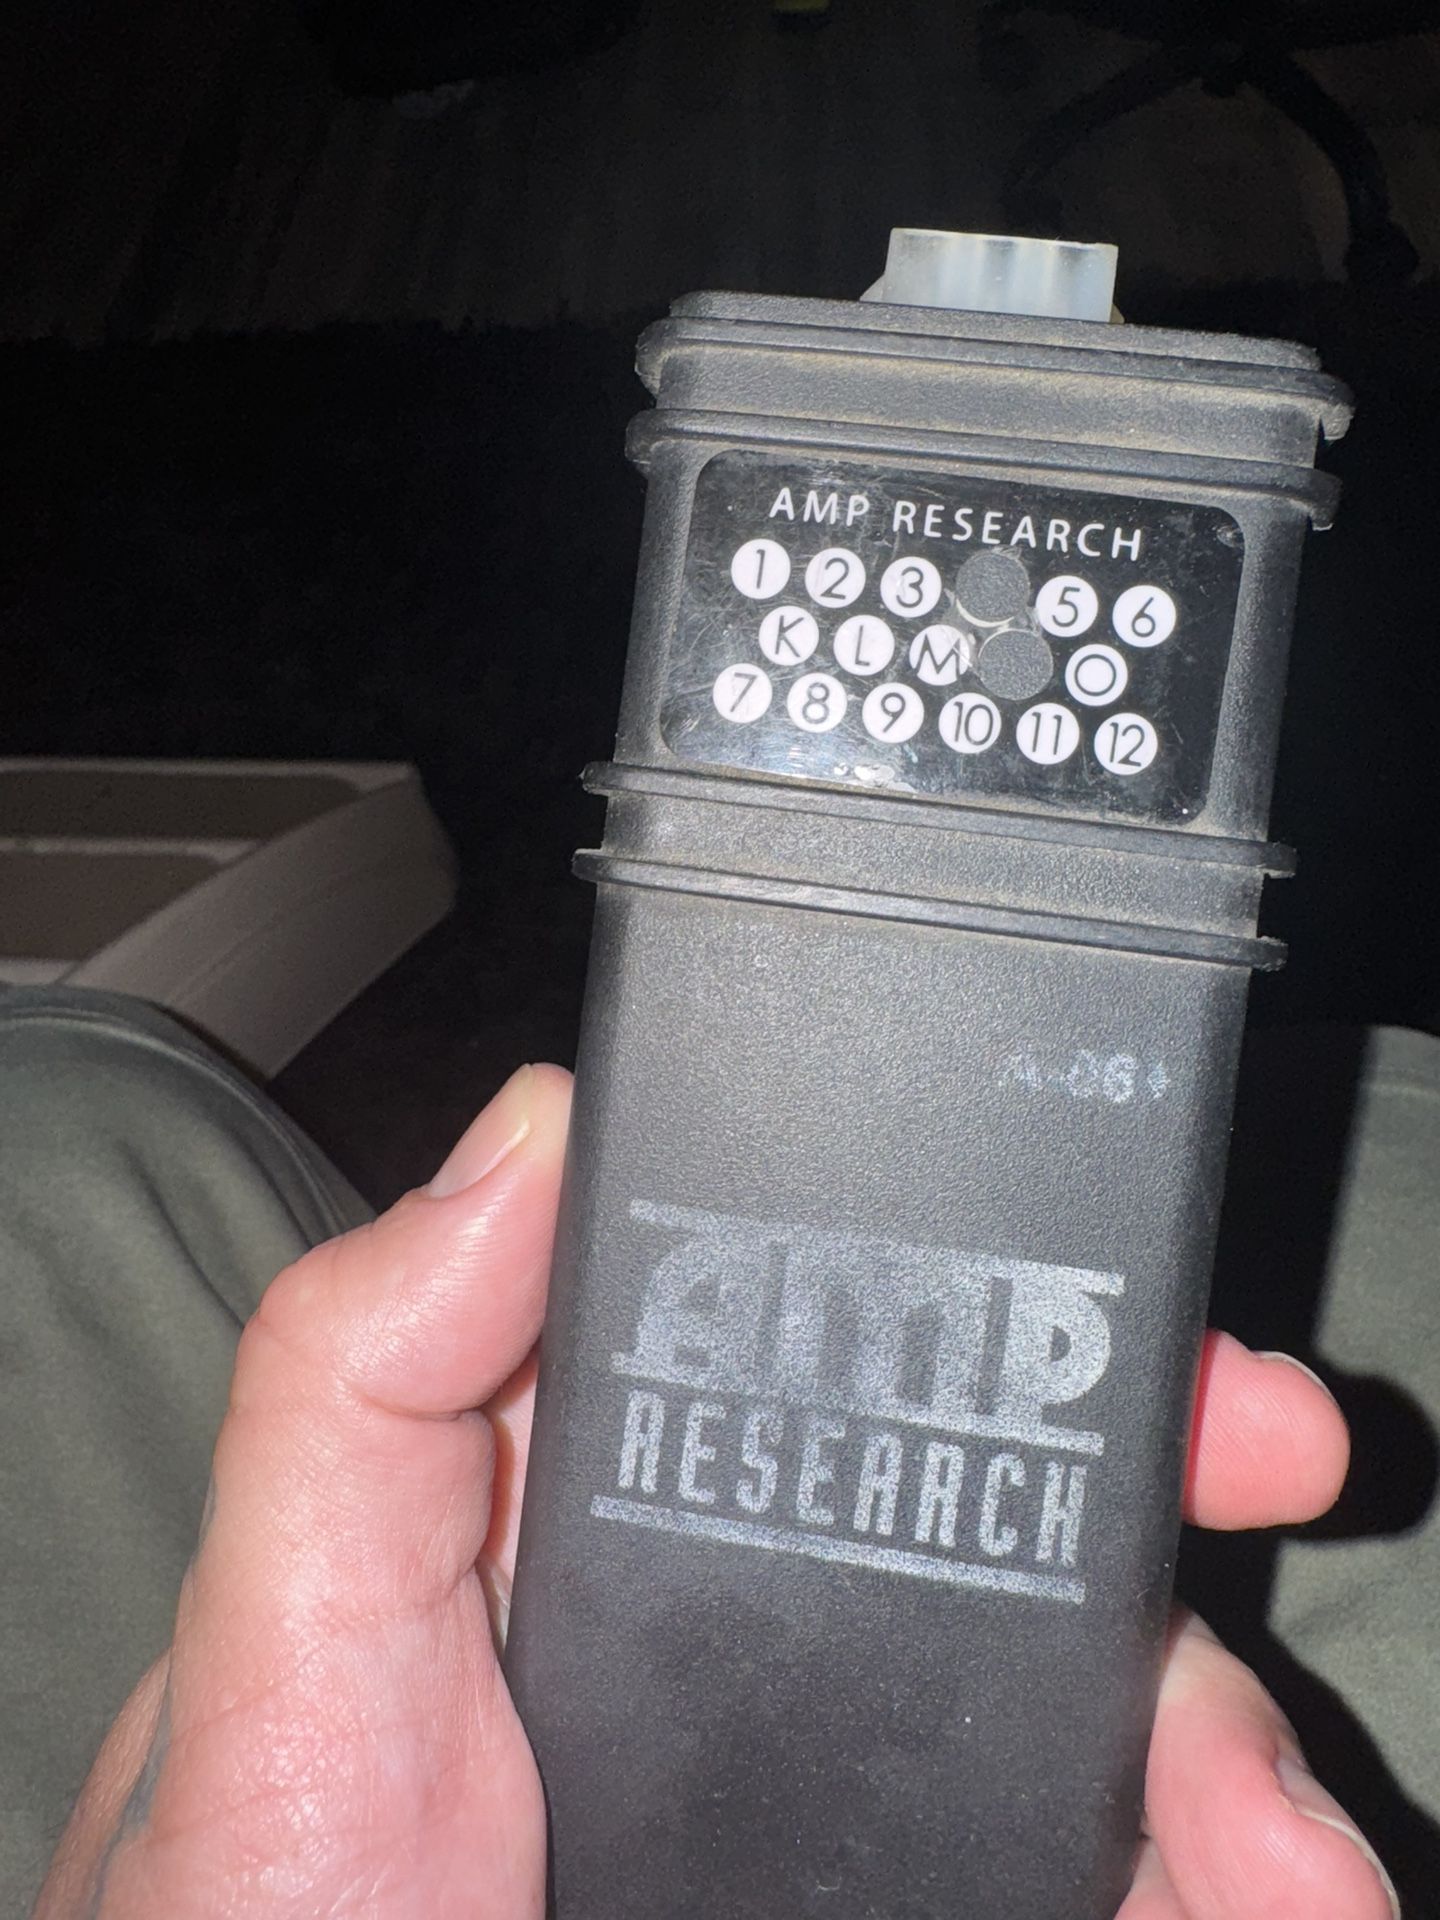 AMP RESEARCH
1 2 3 5 6
K L M O
7 8 9 10 11 12
AMP
RESEARCH